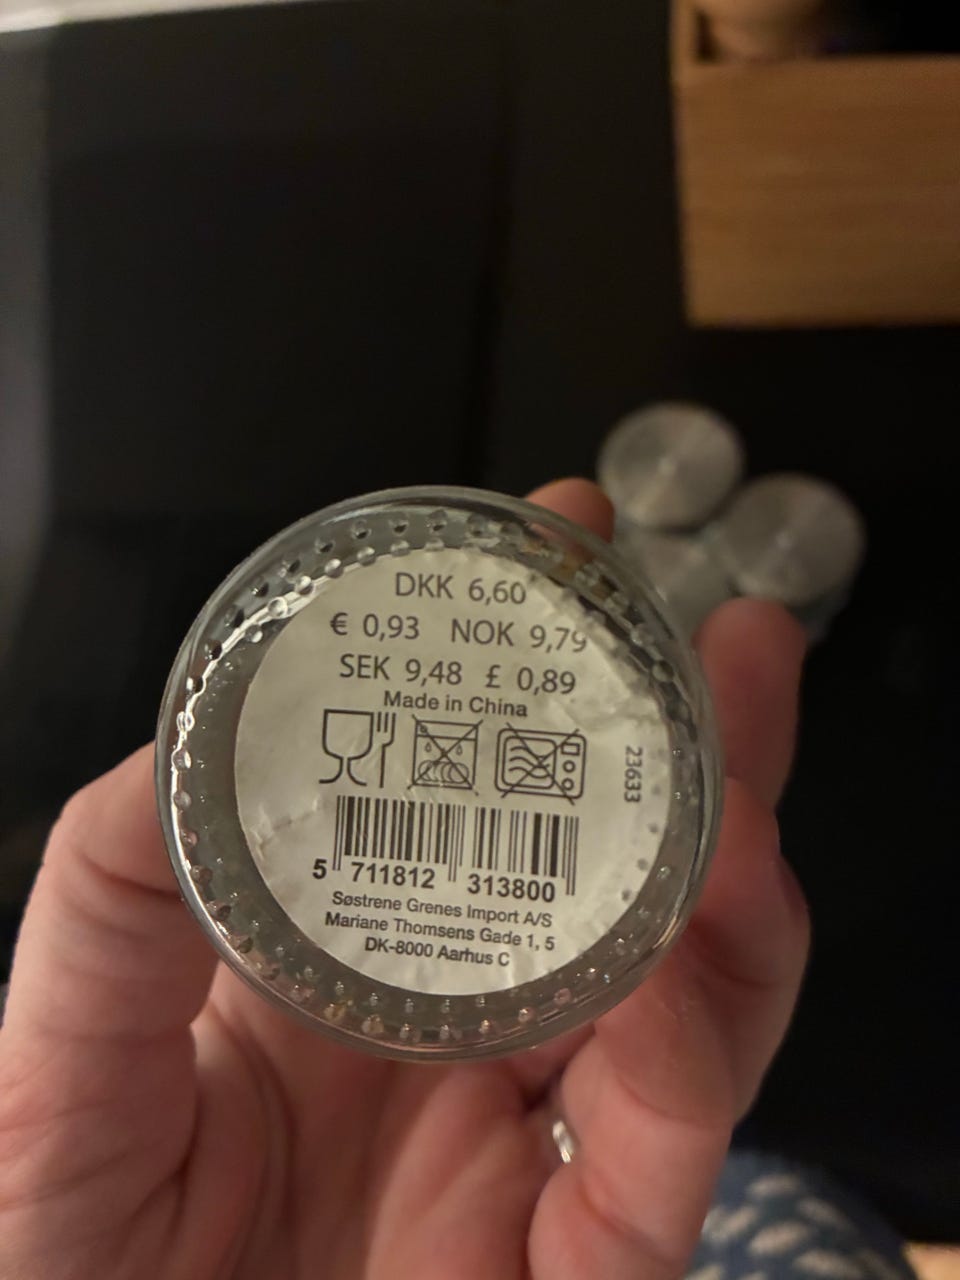 DKK 6,60
€ 0,93 NOK 9,79
SEK 9,48 £ 0,89
Made in China
23633
5 711812 313800
Søstrene Grenes Import A/S
Mariane Thomsens Gade 1, 5
DK-8000 Aarhus C